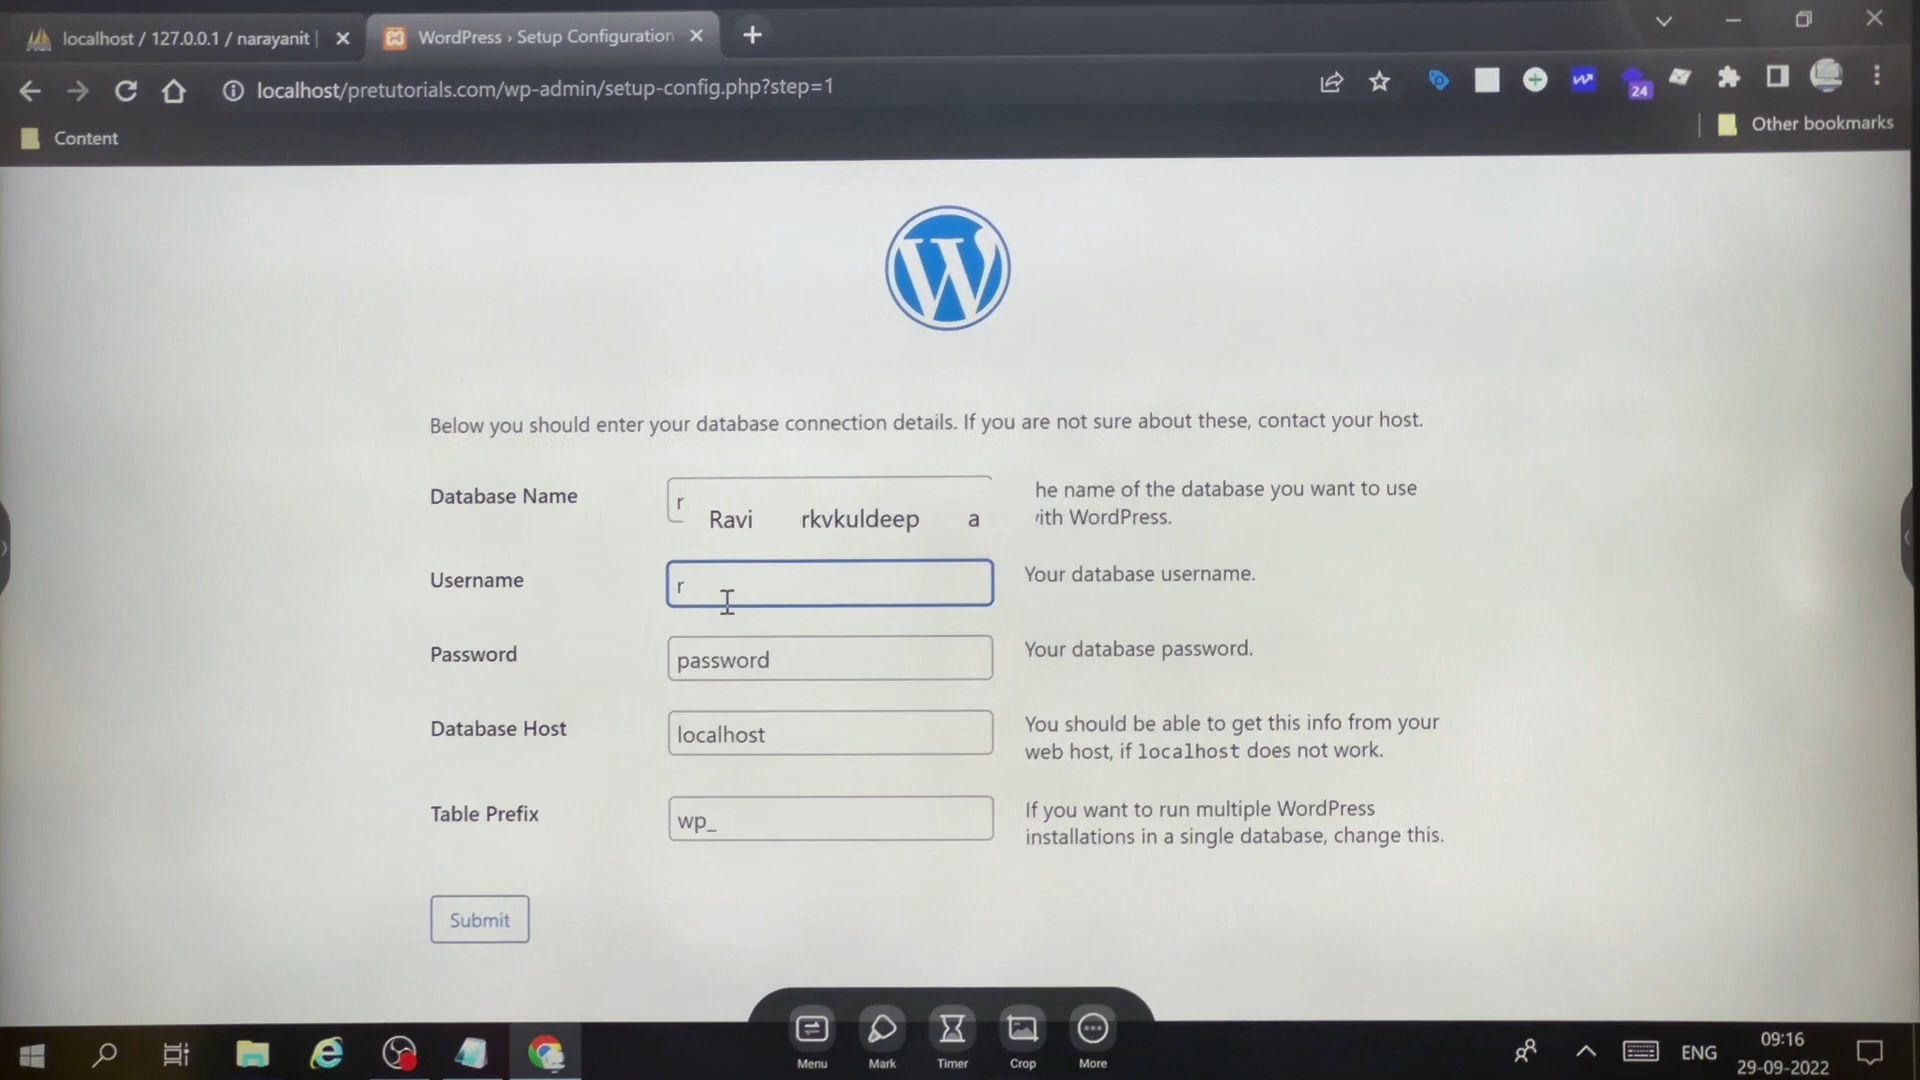 localhost / 127.0.0.1 / narayanit |
WordPress › Setup Configuration
localhost/pretutorials.com/wp-admin/setup-config.php?step=1
24
Content
Other bookmarks
Below you should enter your database connection details. If you are not sure about these, contact your host.
Database Name
r
he name of the database you want to use
ith WordPress.
Ravi rkvkuldeep a
Username
r
Your database username.
Password
password
Your database password.
Database Host
localhost
You should be able to get this info from your
web host, if localhost does not work.
Table Prefix
wp_
If you want to run multiple WordPress
installations in a single database, change this.
Submit
Menu
Mark
Timer
Crop
More
ENG
09:16
29-09-2022